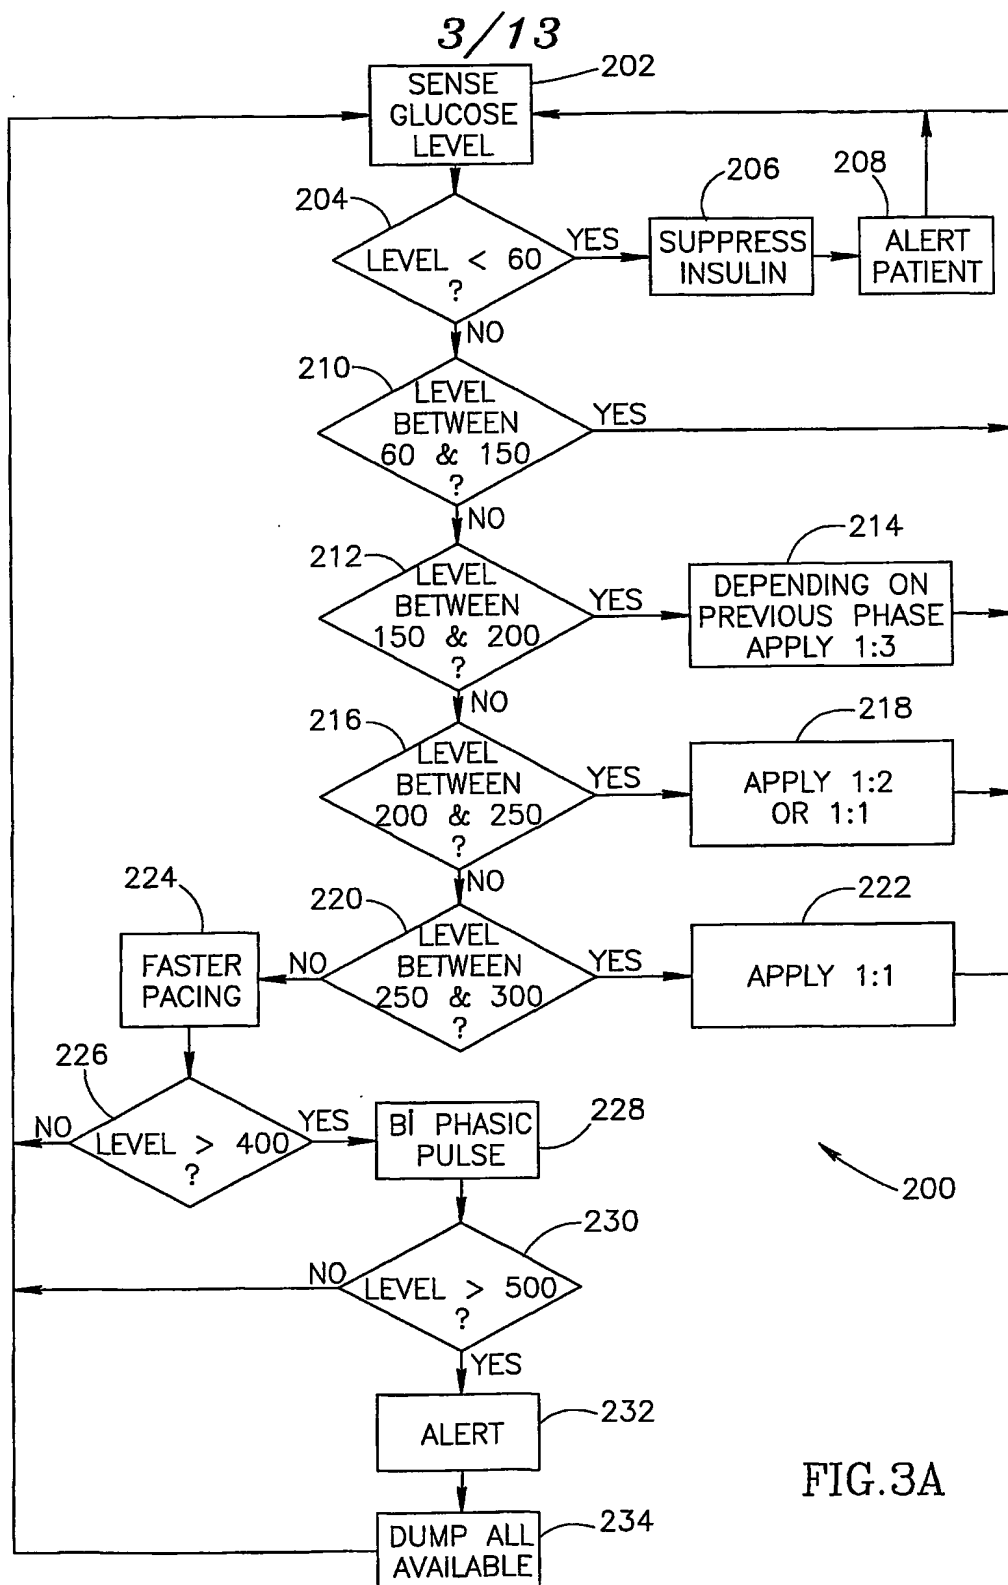 3/13
SENSE
GLUCOSE
LEVEL
202
204
LEVEL < 60
?
YES
NO
206
SUPPRESS
INSULIN
208
ALERT
PATIENT
210
LEVEL
BETWEEN
60 & 150
?
YES
NO
212
LEVEL
BETWEEN
150 & 200
?
YES
NO
214
DEPENDING ON
PREVIOUS PHASE
APPLY 1:3
216
LEVEL
BETWEEN
200 & 250
?
YES
NO
218
APPLY 1:2
OR 1:1
220
LEVEL
BETWEEN
250 & 300
?
YES
NO
222
APPLY 1:1
224
FASTER
PACING
226
LEVEL > 400
?
NO
YES
BI PHASIC
PULSE
228
200
230
LEVEL > 500
?
NO
YES
ALERT
232
DUMP ALL
AVAILABLE
234
FIG.3A